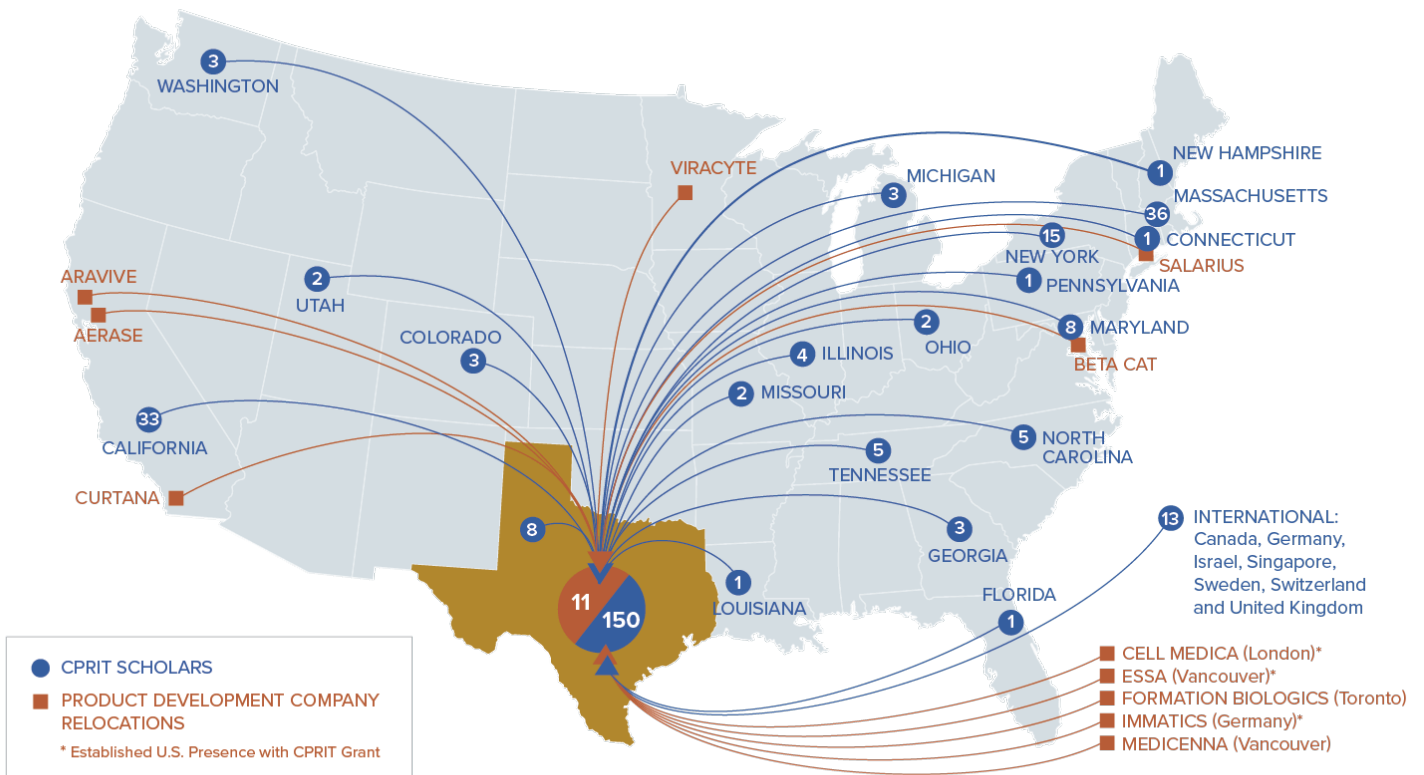 3
WASHINGTON
VIRACYTE
3
MICHIGAN
1
NEW HAMPSHIRE
36
MASSACHUSETTS
1
CONNECTICUT
SALARIUS
15
NEW YORK
1
PENNSYLVANIA
ARAVIVE
AERASE
2
UTAH
COLORADO
3
8
MARYLAND
BETA CAT
2
OHIO
4
ILLINOIS
2
MISSOURI
33
CALIFORNIA
CURTANA
5
NORTH
CAROLINA
5
TENNESSEE
8
3
GEORGIA
1
LOUISIANA
FLORIDA
1
11
150
13
INTERNATIONAL:
Canada, Germany,
Israel, Singapore,
Sweden, Switzerland
and United Kingdom
CELL MEDICA (London)*
ESSA (Vancouver)*
FORMATION BIOLOGICS (Toronto)
IMMATICS (Germany)*
MEDICENNA (Vancouver)
CPRIT SCHOLARS
PRODUCT DEVELOPMENT COMPANY
RELOCATIONS
* Established U.S. Presence with CPRIT Grant